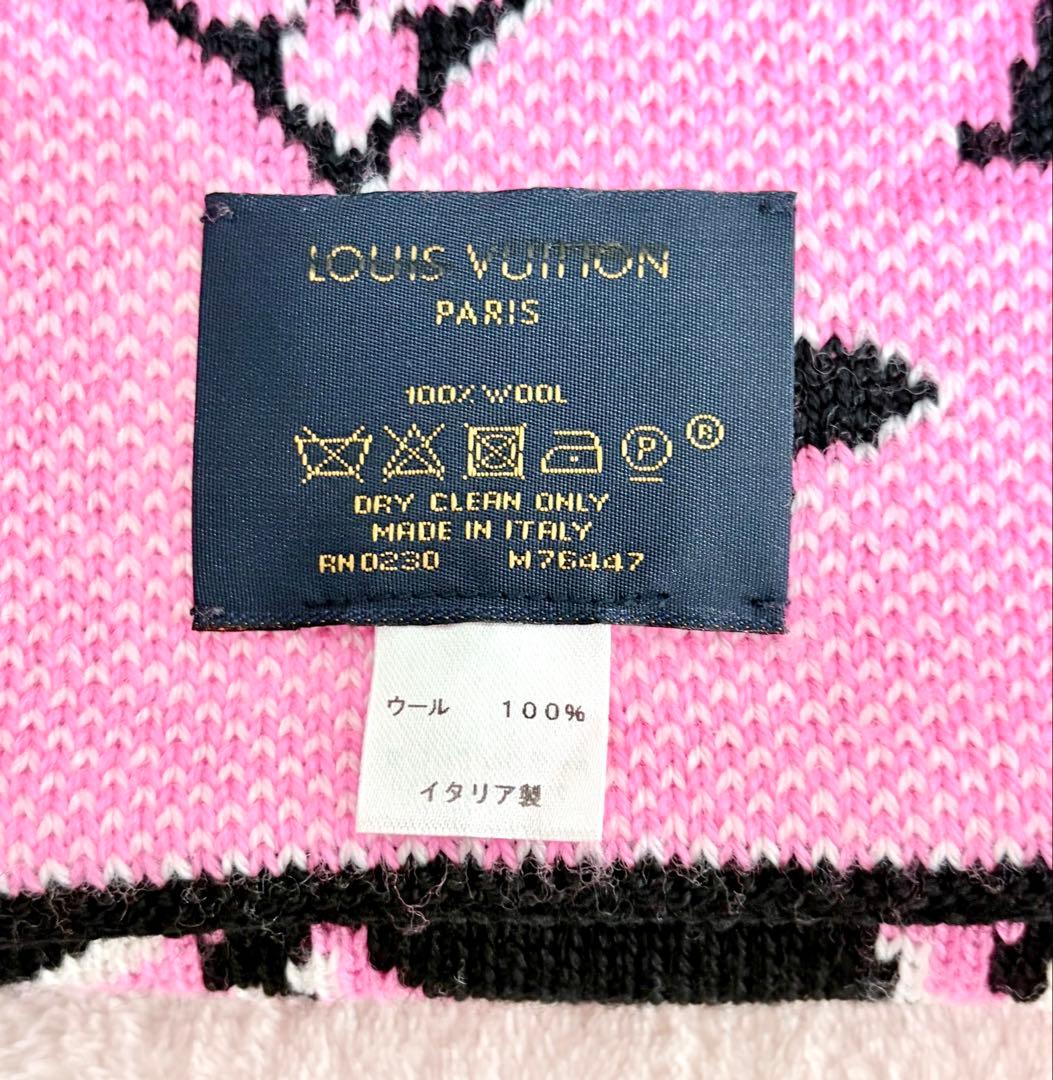 LOUIS VUITTON
PARIS
100% WOOL
P ®
DRY CLEAN ONLY
MADE IN ITALY
RN0230 M76447
ウール 100%
イタリア製